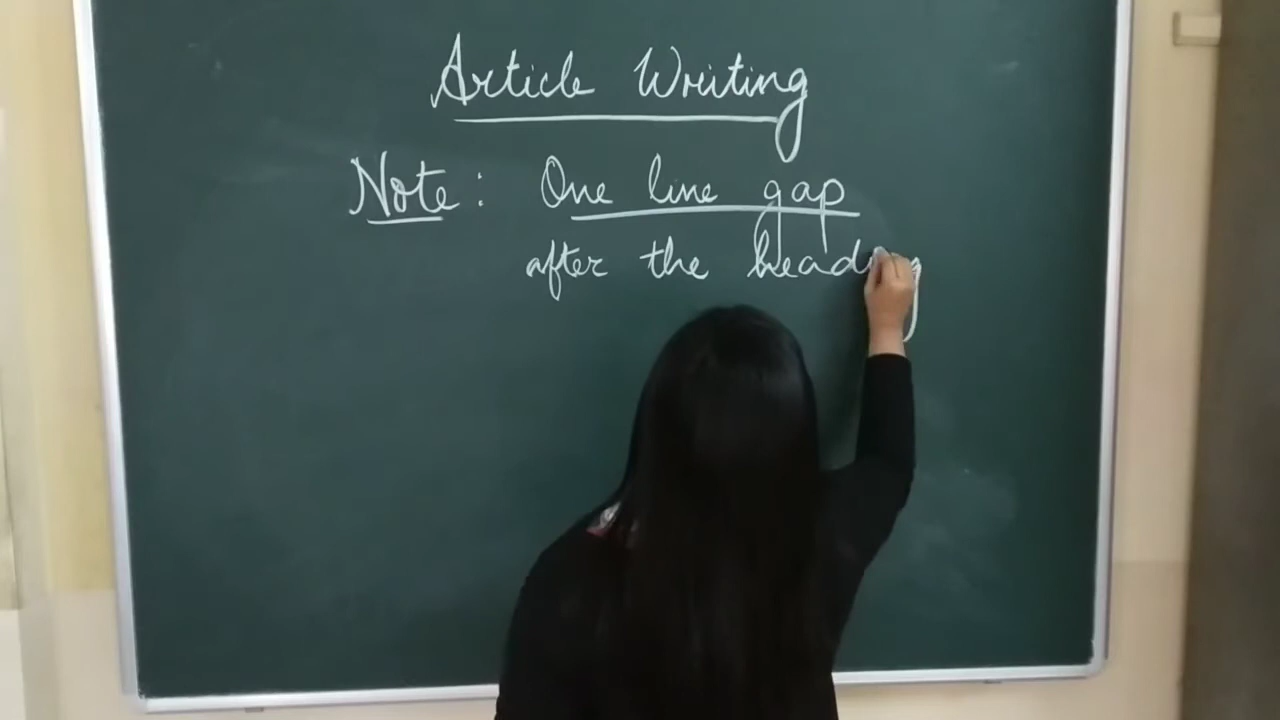 Article Writing
Note : One line gap
after the heading